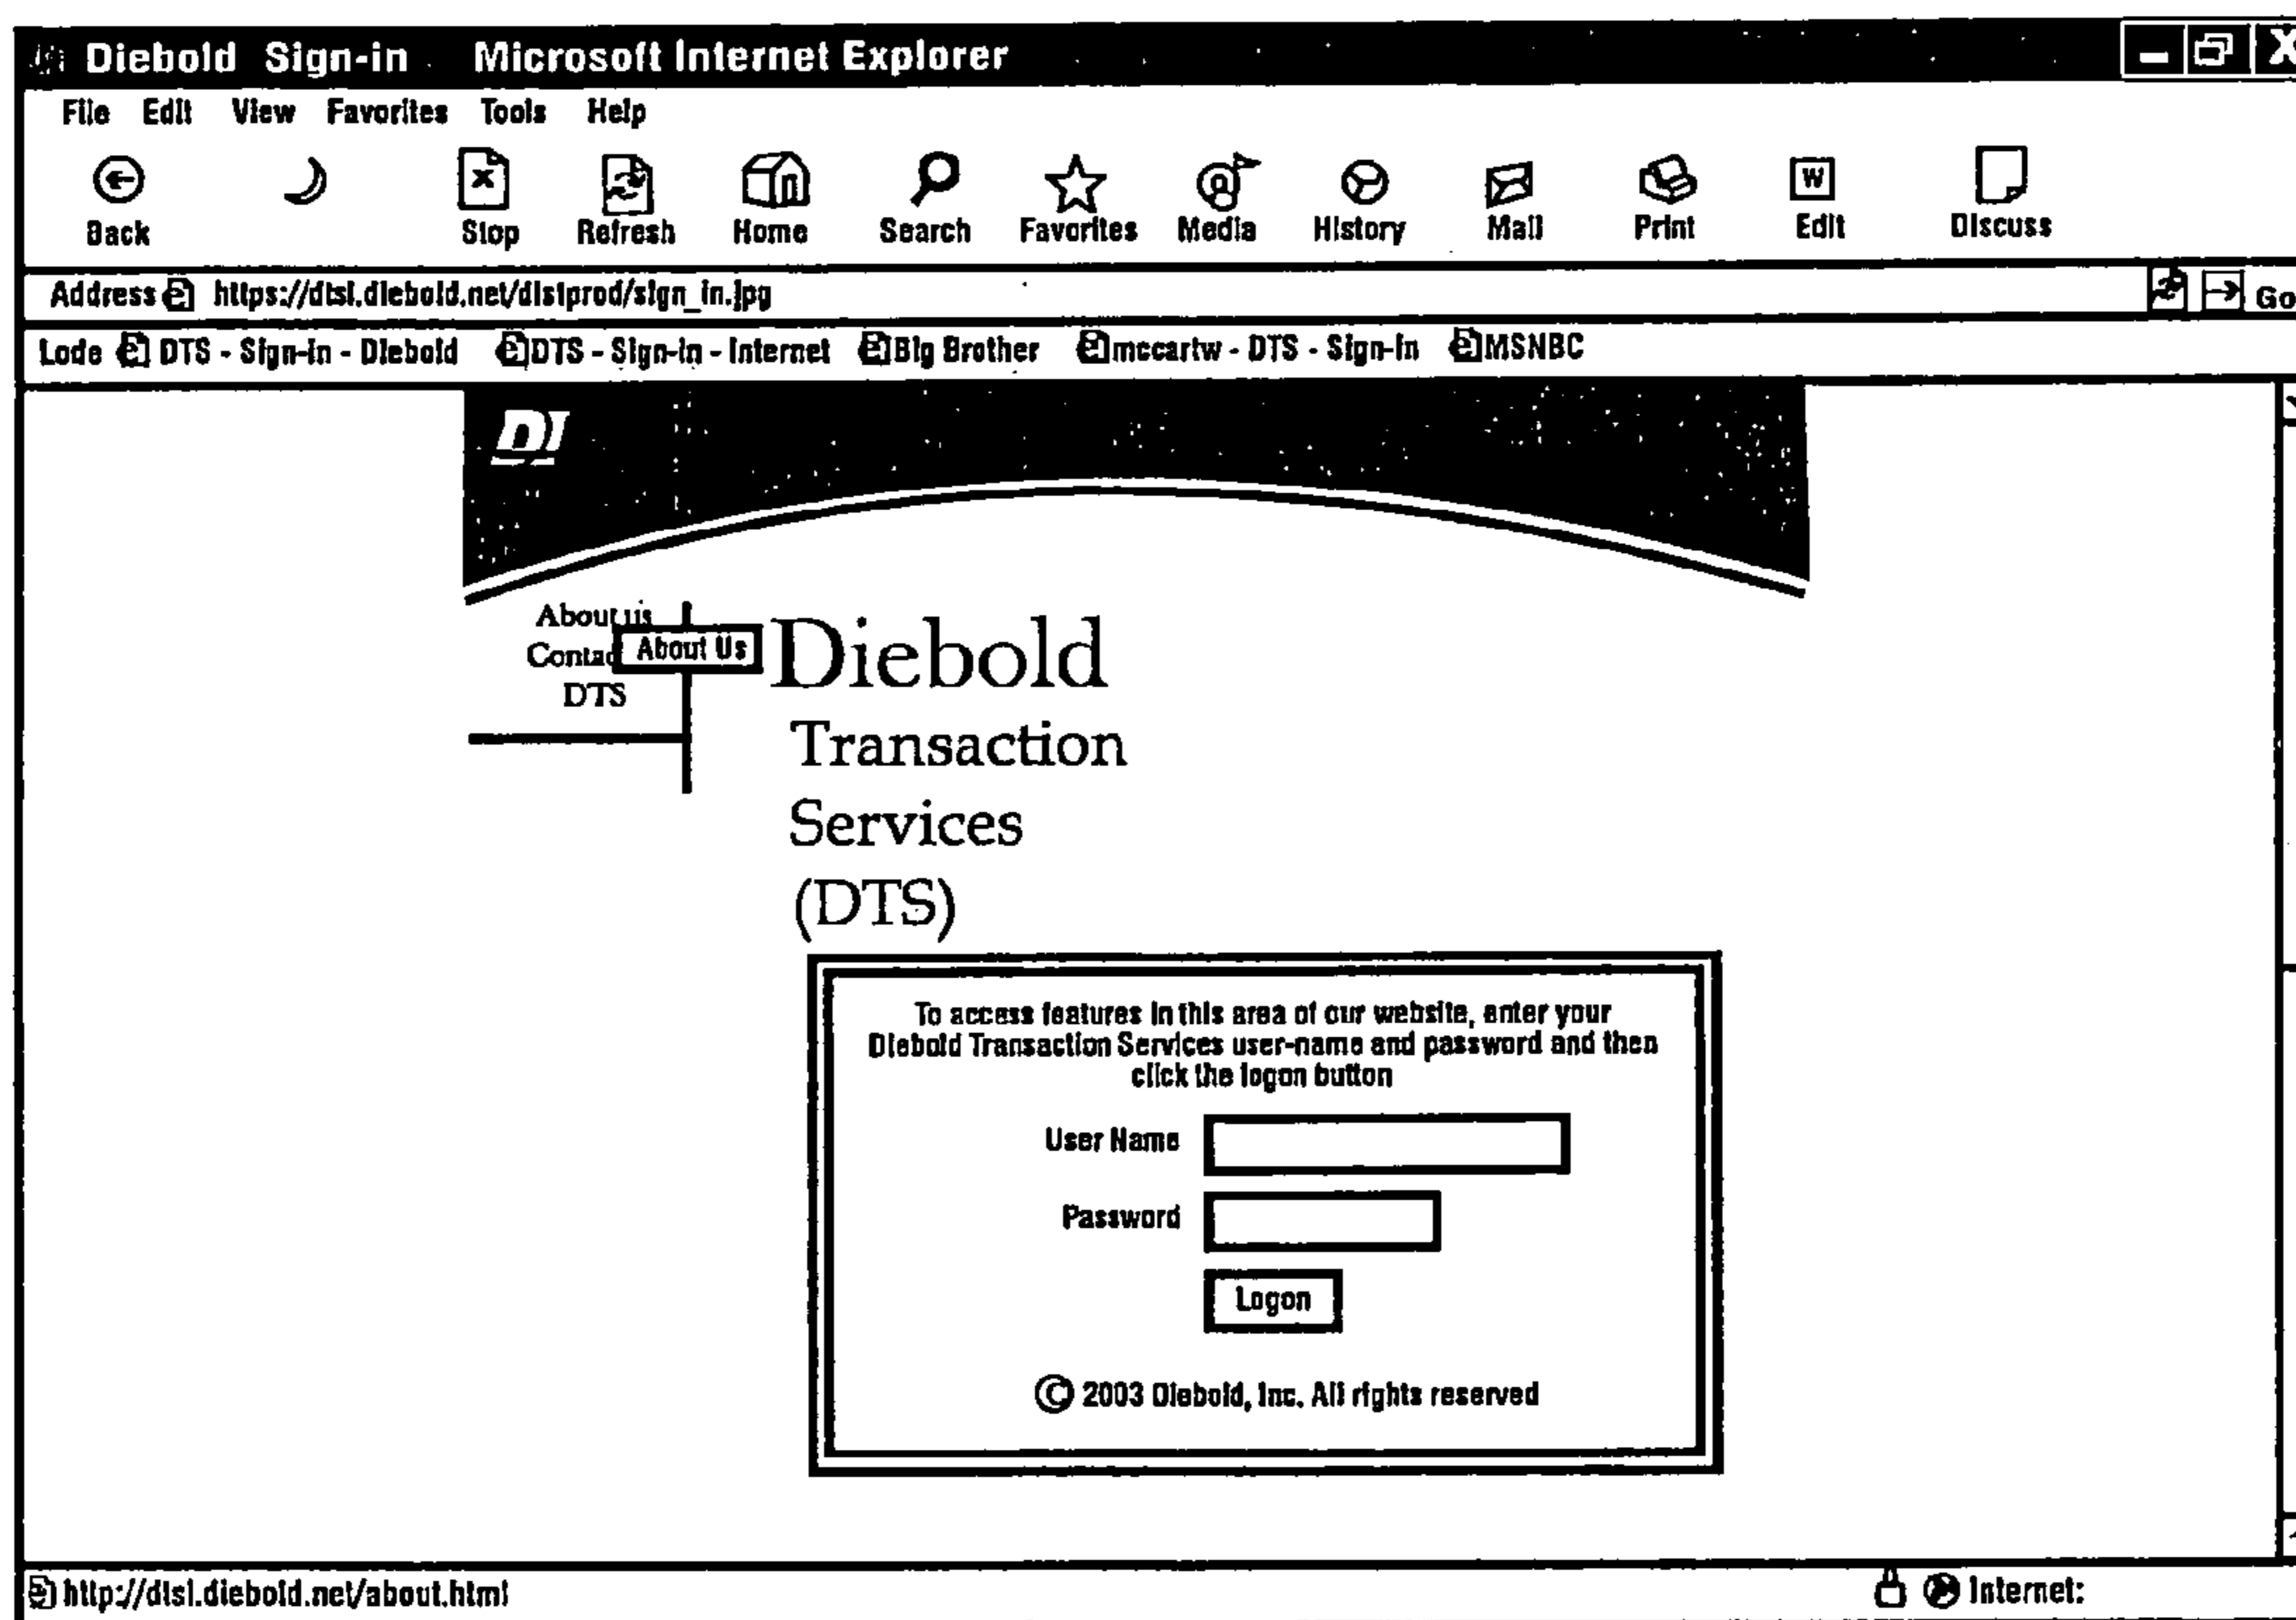 Diebold Sign-in - Microsoft Internet Explorer
File Edit View Favorites Tools Help
Back Stop Refresh Home Search Favorites Media History Mail Print Edit Discuss
Address https://dtsl.diebold.net/dtslprod/sign_in.jpg Go
Lode DTS - Sign-in - Diebold DTS - Sign-in - Internet Big Brother mccartw - DTS - Sign-in MSNBC
DI
About us
Contac About Us
DTS
Diebold
Transaction
Services
(DTS)
To access features in this area of our website, enter your
Diebold Transaction Services user-name and password and then
click the logon button
User Name
Password
Logon
© 2003 Diebold, Inc. All rights reserved
http://dtsl.diebold.net/about.html Internet: